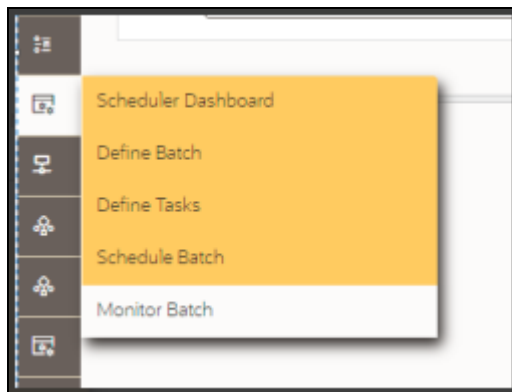 Scheduler Dashboard
Define Batch
Define Tasks
Schedule Batch
Monitor Batch